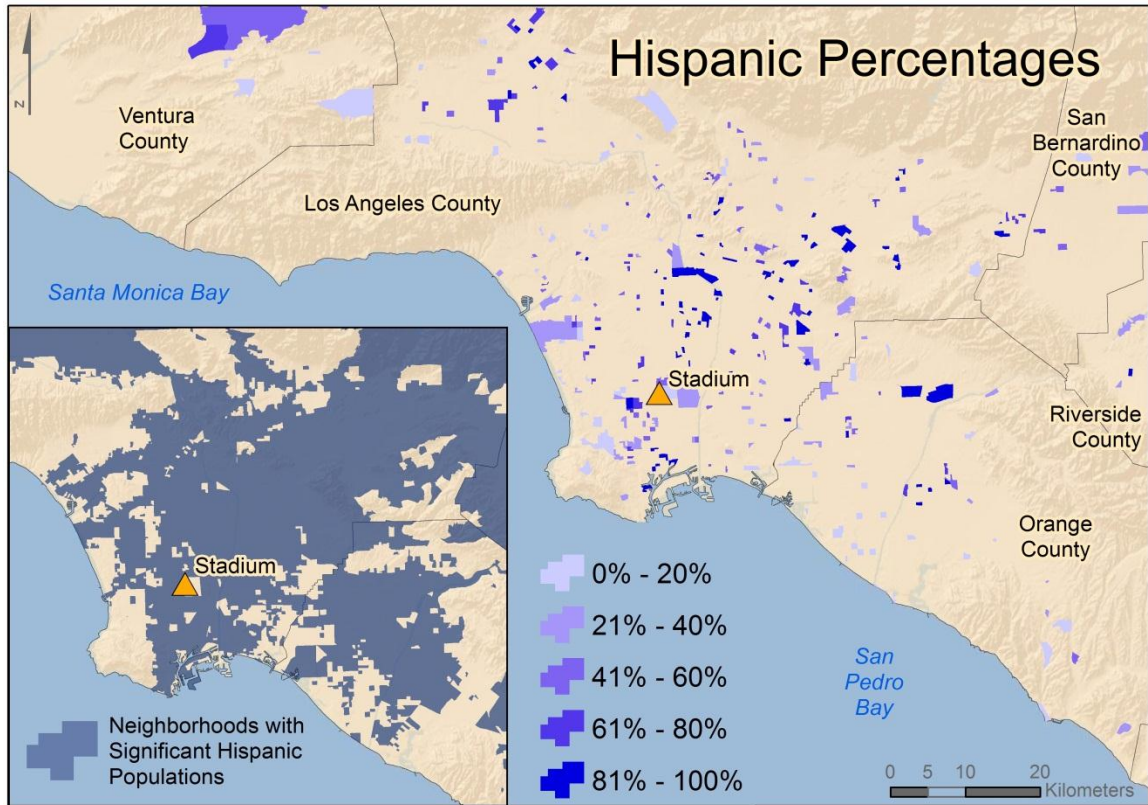 Hispanic Percentages
N
Ventura
County
Los Angeles County
San
Bernardino
County
Santa Monica Bay
Stadium
Riverside
County
Orange
County
Stadium
Neighborhoods with
Significant Hispanic
Populations
0% - 20%
21% - 40%
41% - 60%
61% - 80%
81% - 100%
San
Pedro
Bay
0 5 10 20
Kilometers